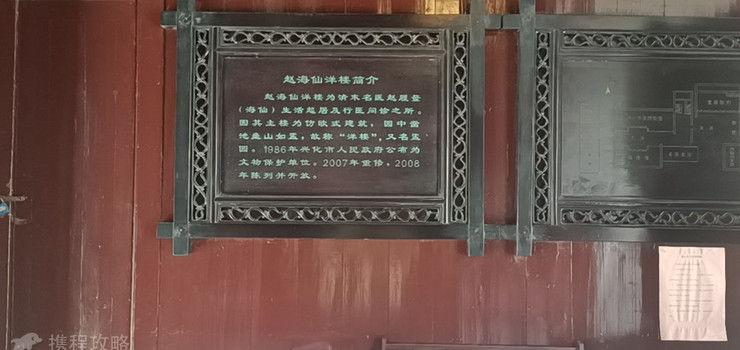 赵海仙洋楼简介
赵海仙洋楼为清末名医赵履鳌
(海仙)生活起居及行医问诊之所。
因其主楼为仿欧式建筑,园中凿
池叠山如盂,故称“洋楼”,又名盂
园。1986年兴化市人民政府公布为
文物保护单位。2007年重修,2008
年陈列并开放。
携程攻略